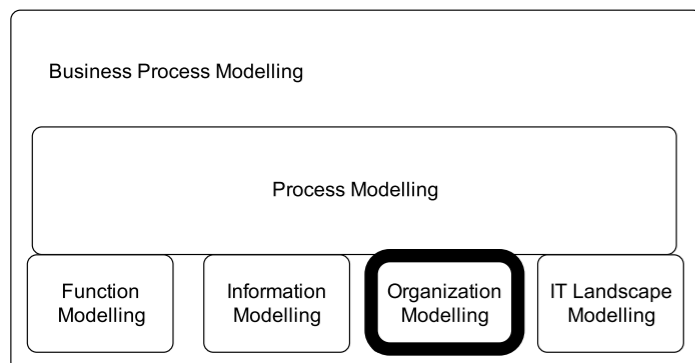 Business Process Modelling
Process Modelling
Function
Modelling
Information
Modelling
Organization
Modelling
IT Landscape
Modelling